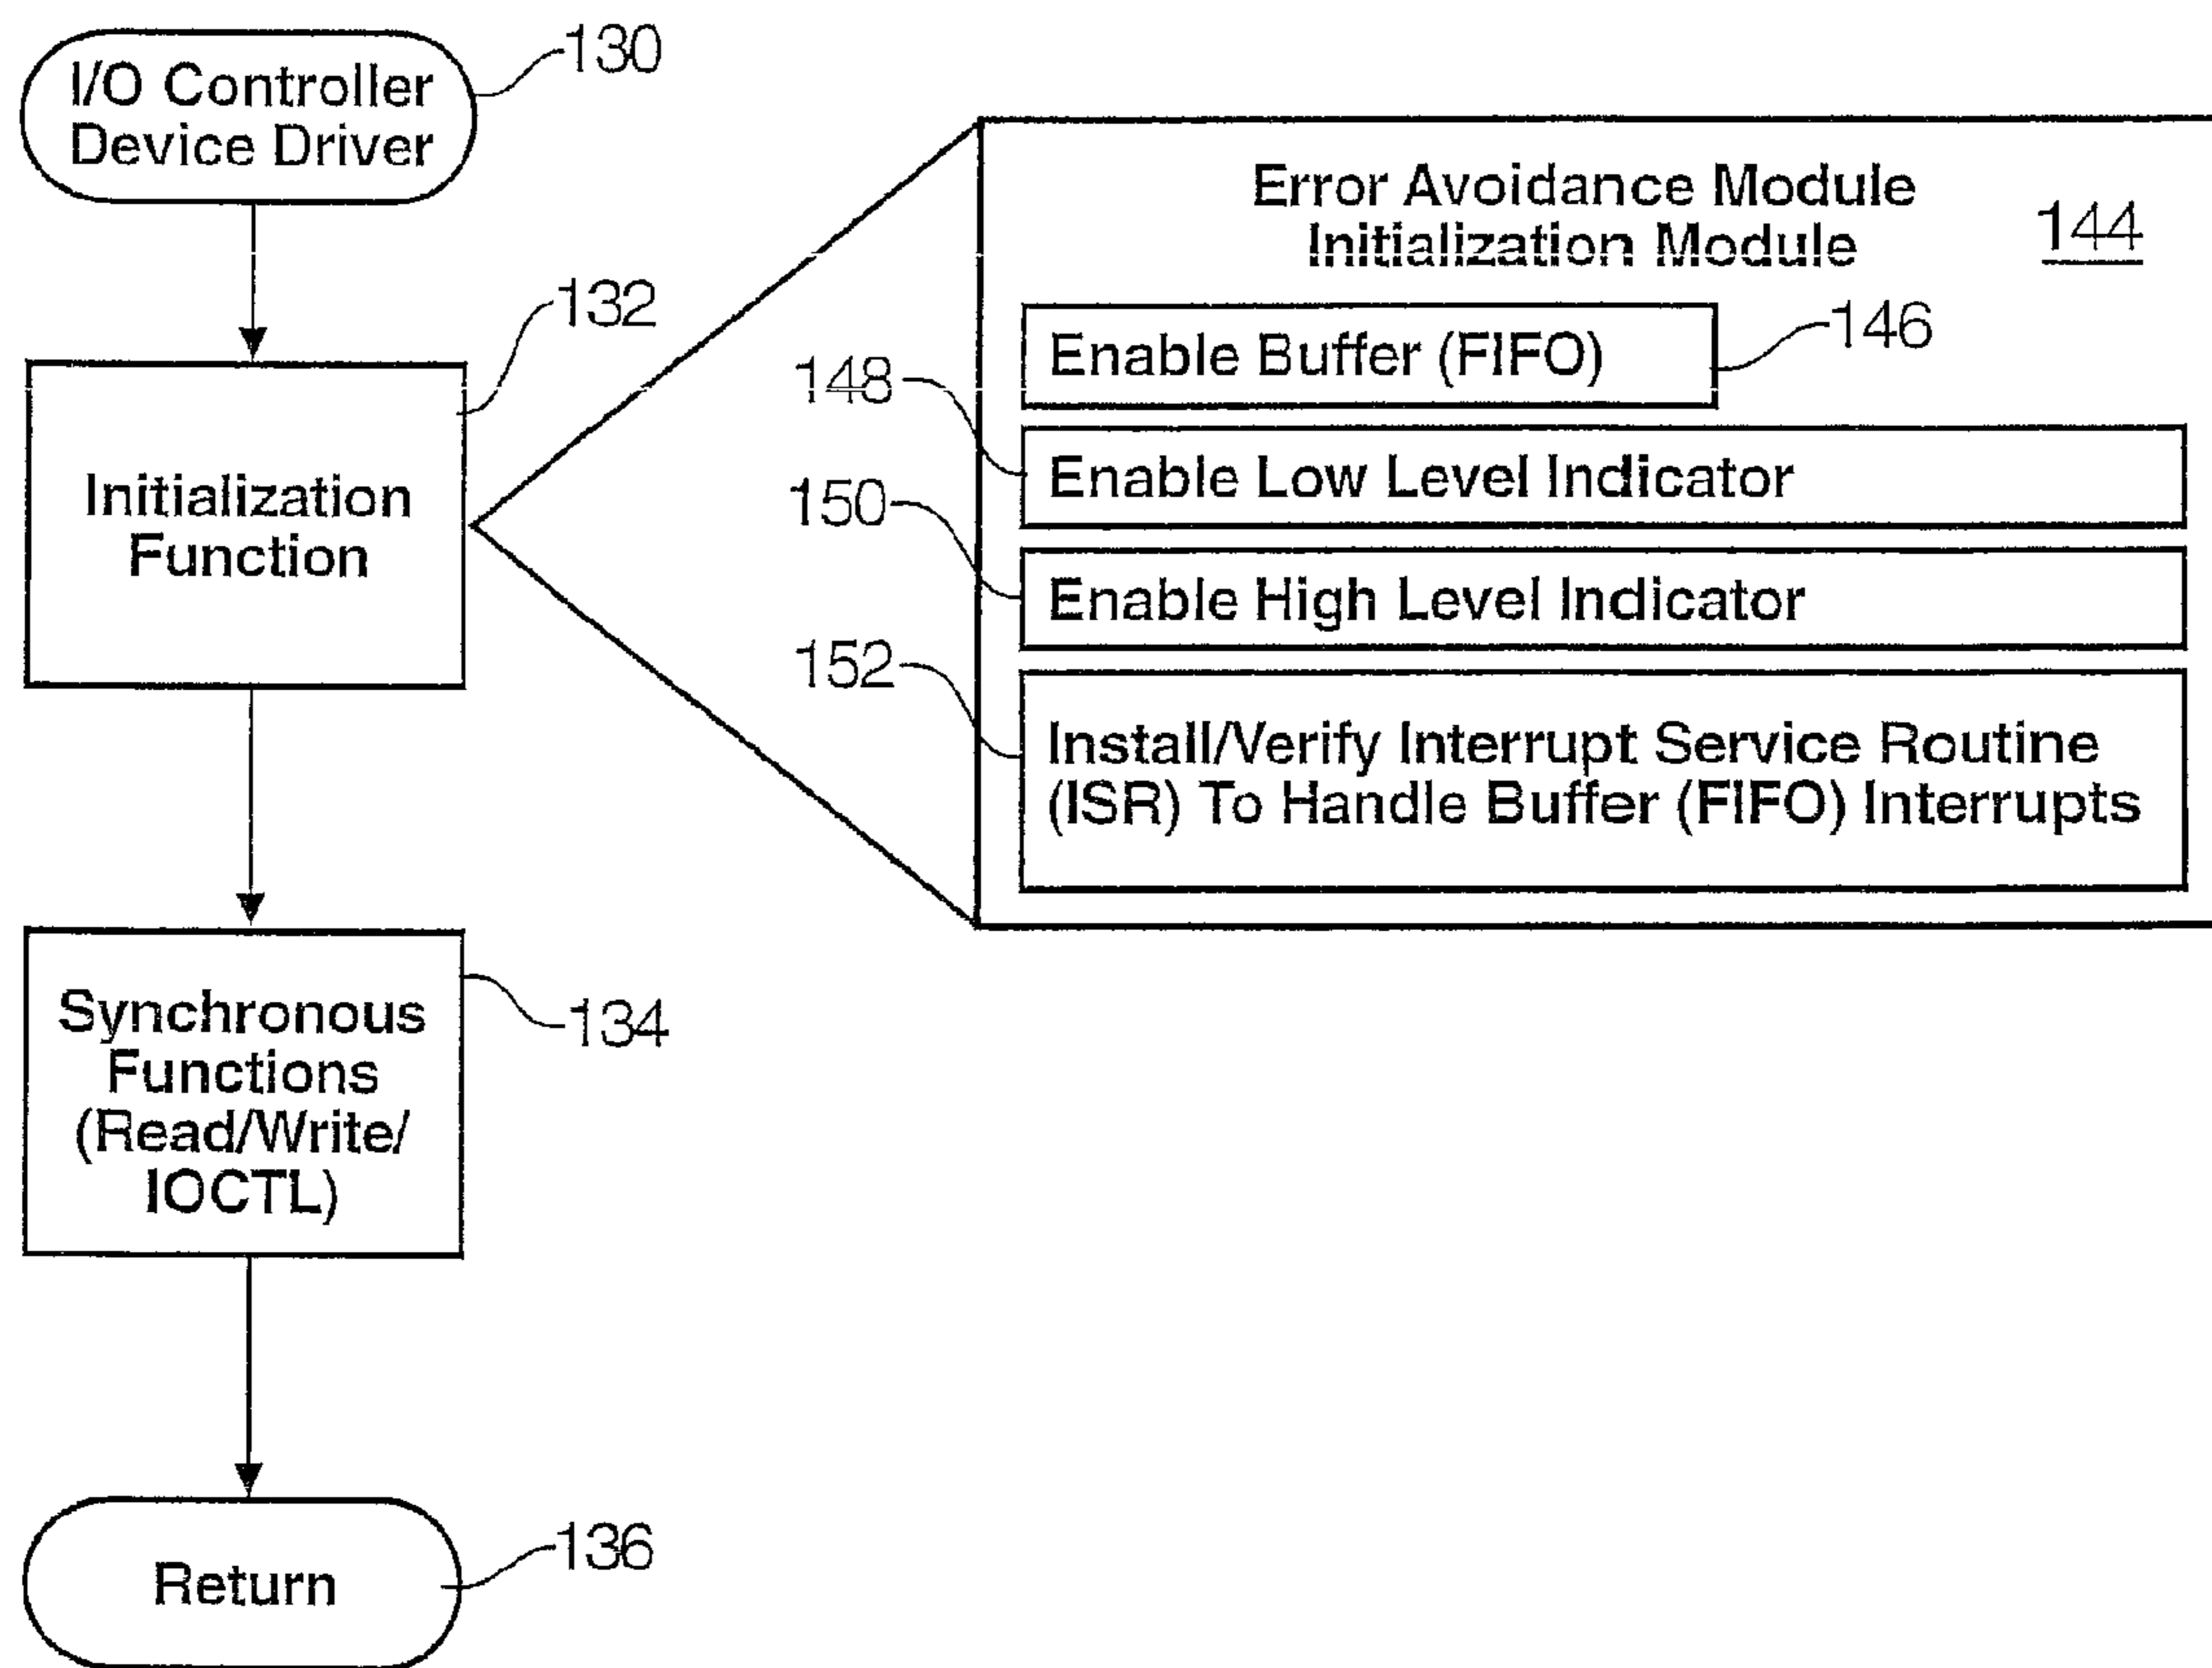 I/O Controller
Device Driver
130
132
Initialization
Function
Synchronous
Functions
(Read/Write/
IOCTL)
134
Return
136
Error Avoidance Module
Initialization Module
144
Enable Buffer (FIFO)
146
148
Enable Low Level Indicator
150
Enable High Level Indicator
152
Install/Verify Interrupt Service Routine
(ISR) To Handle Buffer (FIFO) Interrupts